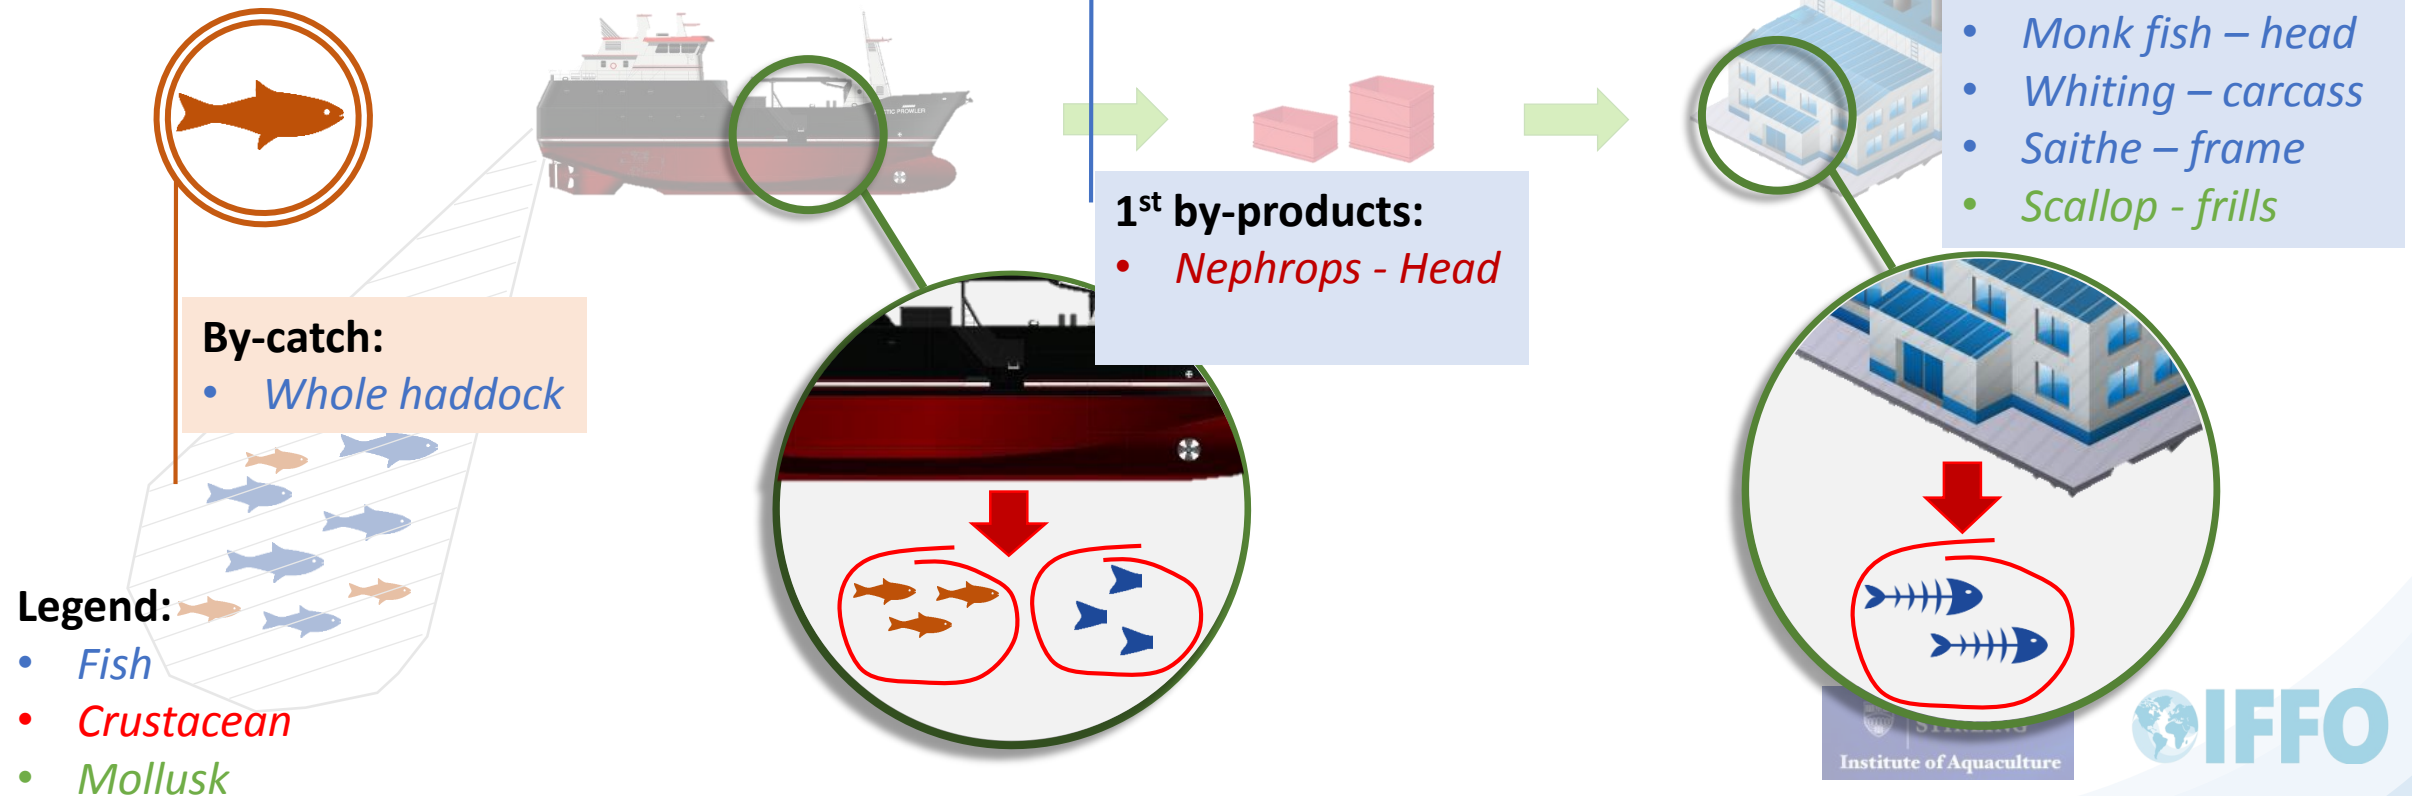 • Monk fish – head
• Whiting – carcass
• Saithe – frame
• Scallop - frills
1st by-products:
• Nephrops - Head
By-catch:
• Whole haddock
Legend:
• Fish
• Crustacean
• Mollusk
STIRLING
Institute of Aquaculture
IFFO